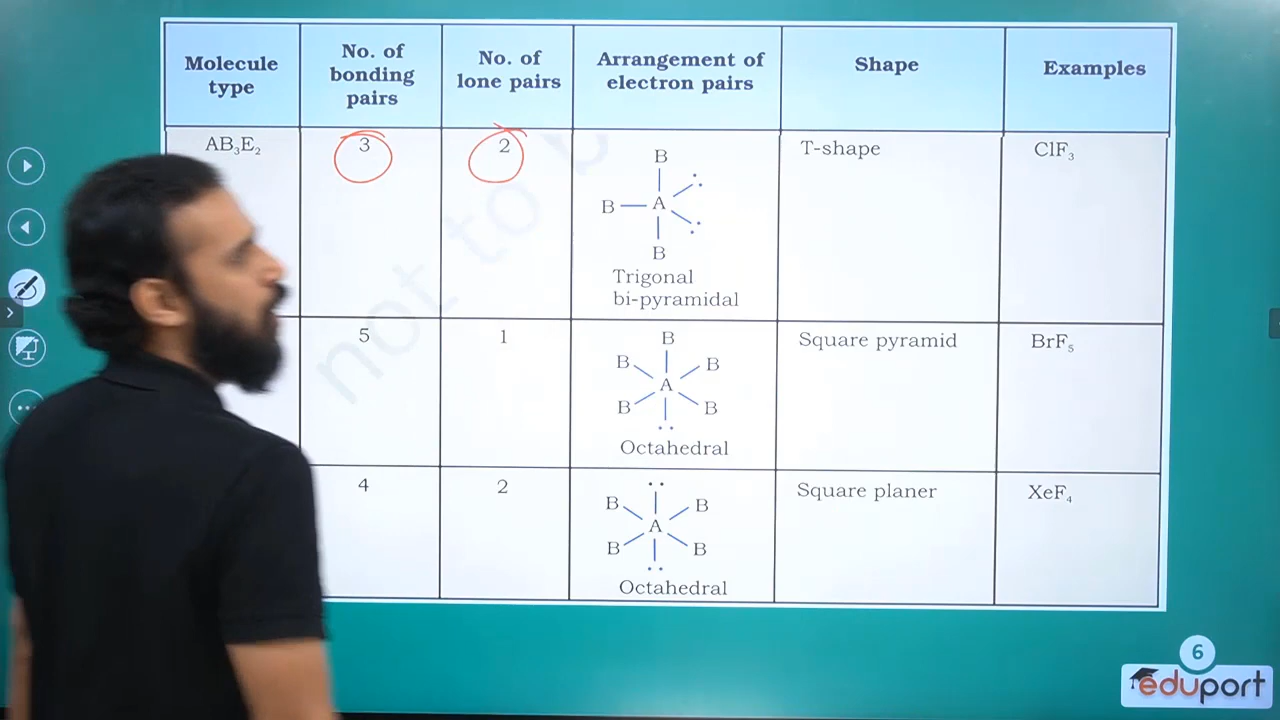 Molecule
type
No. of
bonding
pairs
No. of
lone pairs
Arrangement of
electron pairs
Shape
Examples
AB₃E₂
3
2
B
B A
B
Trigonal
bi-pyramidal
T-shape
ClF₃
5
1
B
B B
A
B B
Octahedral
Square pyramid
BrF₅
4
2
B B
A
B B
Octahedral
Square planer
XeF₄
not to b
6
eduport